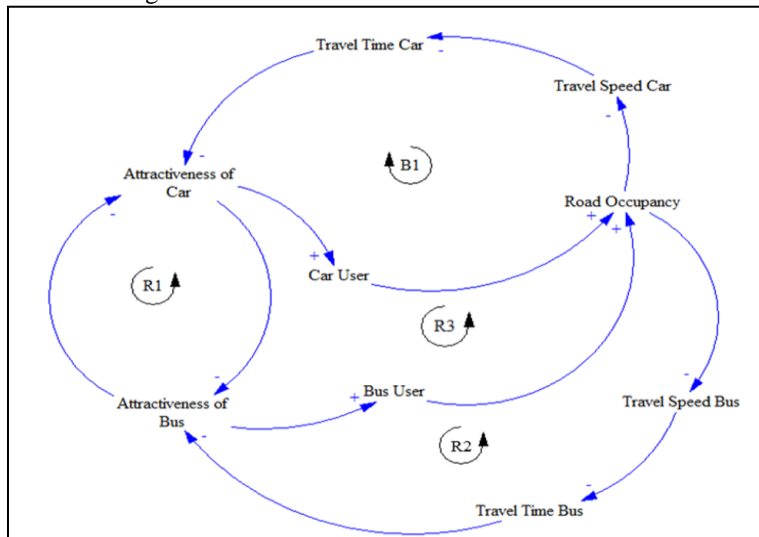 Travel Time Car
-
Travel Speed Car
-
B1
-
Attractiveness of
Car
-
Road Occupancy
+
+
+
Car User
R1
R3
-
-
Attractiveness of
Bus
-
+
Bus User
Travel Speed Bus
R2
-
Travel Time Bus